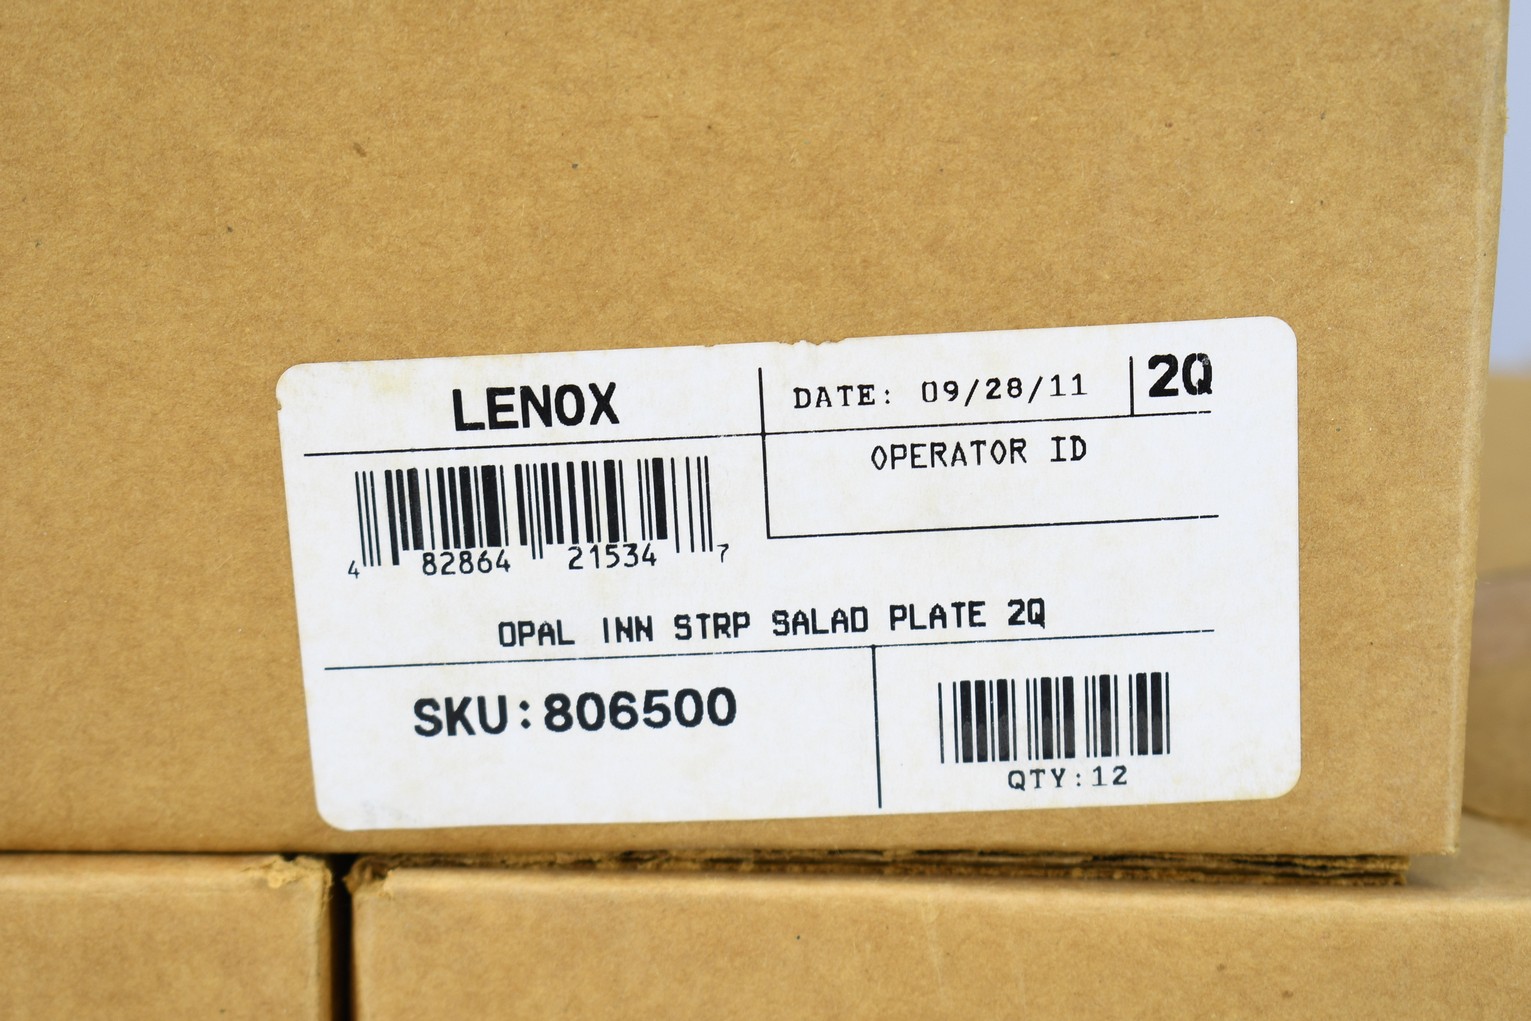 LENOX
DATE: 09/28/11
2Q
OPERATOR ID
4 82864 21534 7
OPAL INN STRP SALAD PLATE 2Q
SKU:806500
QTY:12